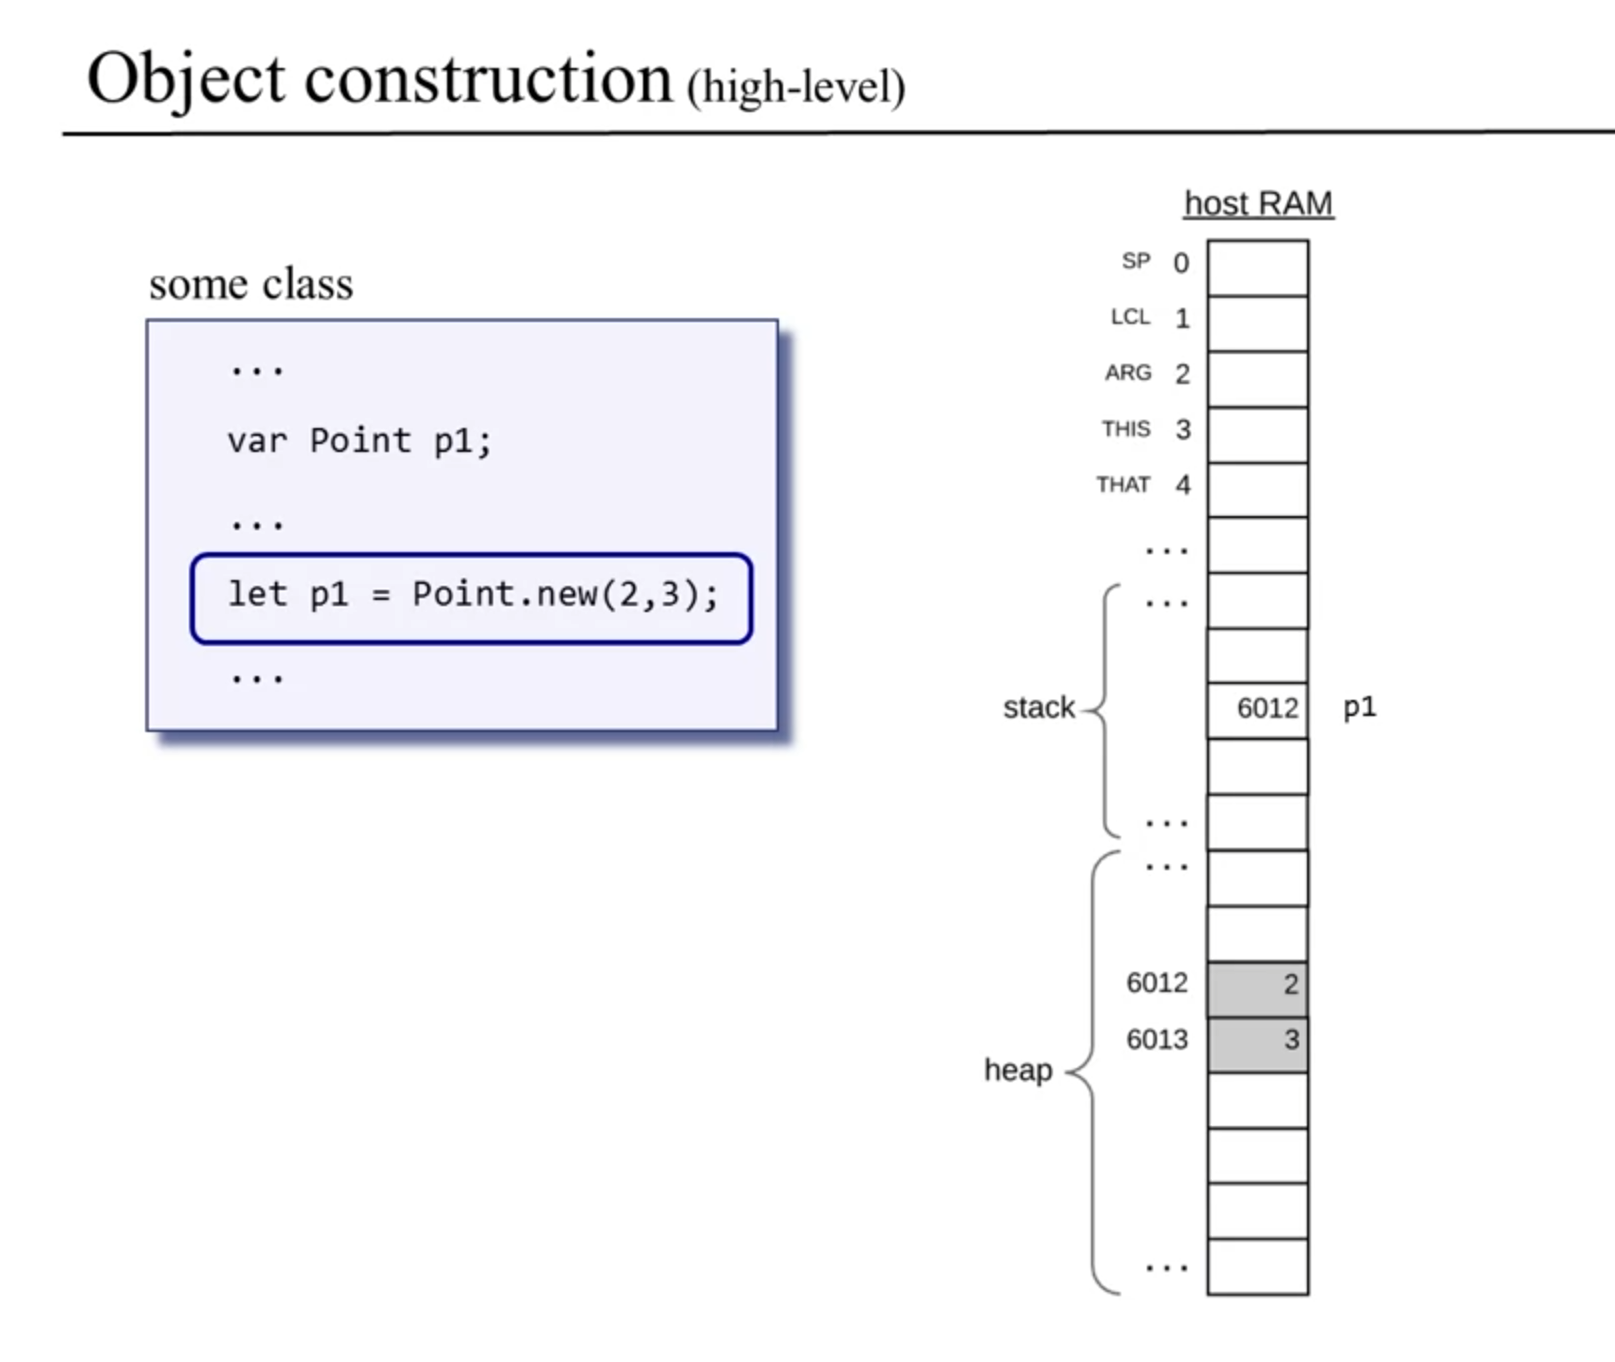 Object construction (high-level)
some class
...
var Point p1;
...
let p1 = Point.new(2,3);
...
host RAM
SP 0
LCL 1
ARG 2
THIS 3
THAT 4
...
...
stack 6012 p1
...
...
6012 2
6013 3
heap
...